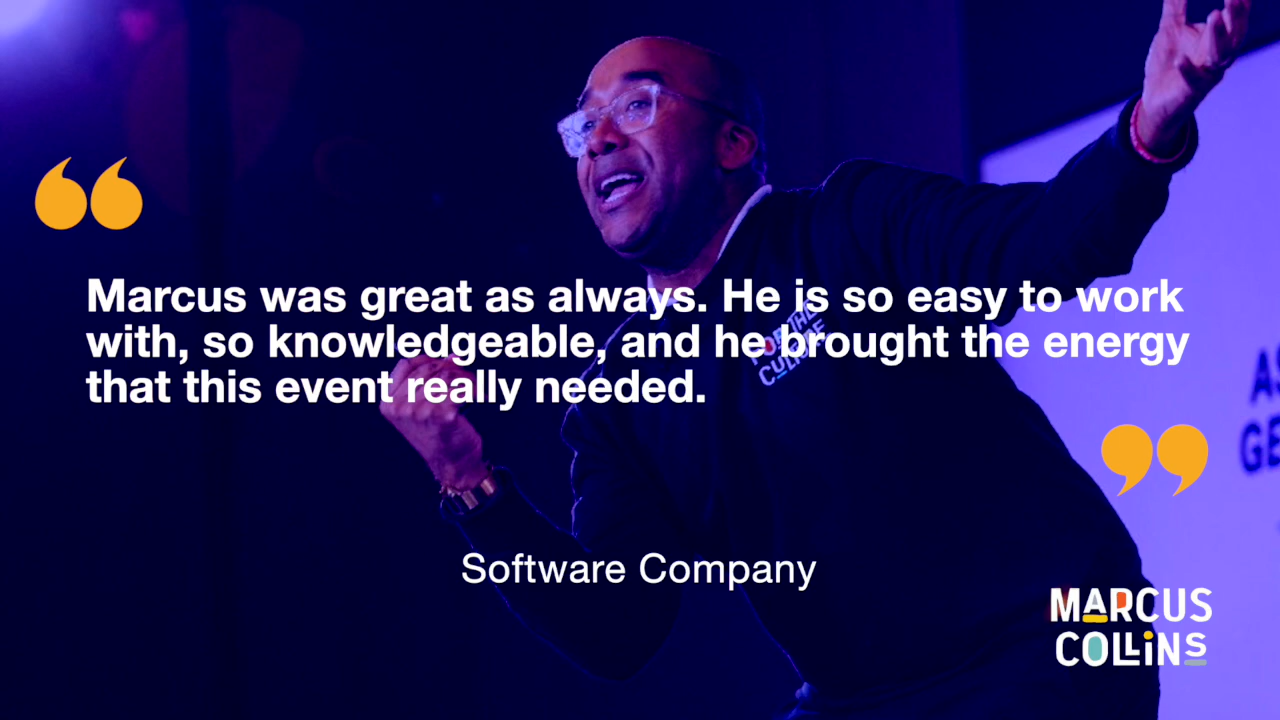 “
Marcus was great as always. He is so easy to work
with, so knowledgeable, and he brought the energy
that this event really needed.
”
Software Company
MARCUS
COLLINS
CULTURE